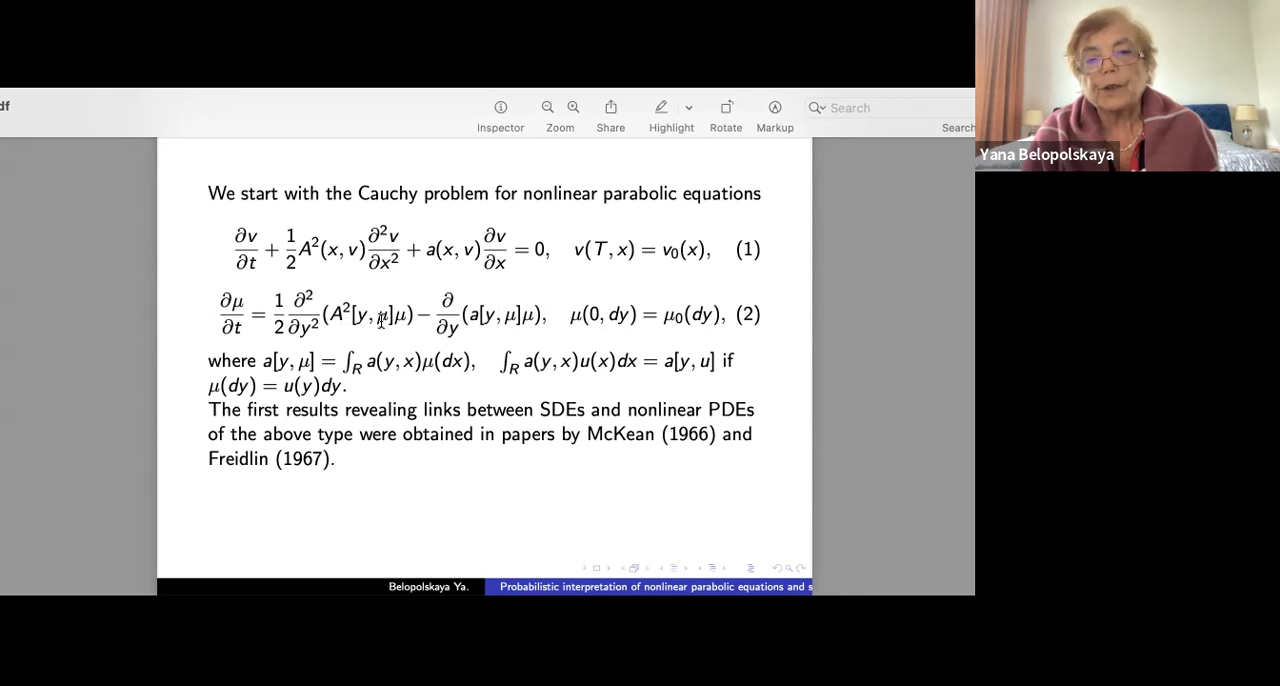 df
Inspector Zoom Share Highlight Rotate Markup Search
Search
Yana Belopolskaya
We start with the Cauchy problem for nonlinear parabolic equations
∂v/∂t + 1/2 A²(x, v) ∂²v/∂x² + a(x, v) ∂v/∂x = 0, v(T, x) = v₀(x), (1)
∂μ/∂t = 1/2 ∂²/∂y² (A²[y, μ]μ) − ∂/∂y (a[y, μ]μ), μ(0, dy) = μ₀(dy), (2)
where a[y, μ] = ∫_R a(y, x)μ(dx), ∫_R a(y, x)u(x)dx = a[y, u] if
μ(dy) = u(y)dy.
The first results revealing links between SDEs and nonlinear PDEs
of the above type were obtained in papers by McKean (1966) and
Freidlin (1967).
Belopolskaya Ya. Probabilistic interpretation of nonlinear parabolic equations and s